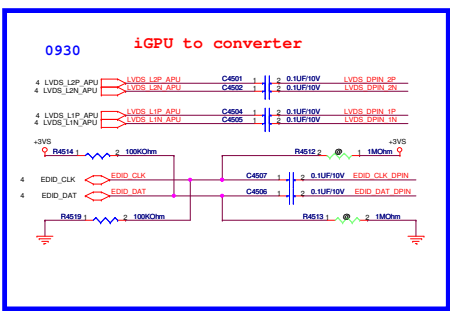 0930 iGPU to converter
4 LVDS_L2P_APU LVDS_L2P_APU C4501 1 2 0.1UF/10V LVDS_DPIN_2P
4 LVDS_L2N_APU LVDS_L2N_APU C4502 1 2 0.1UF/10V LVDS_DPIN_2N
4 LVDS_L1P_APU LVDS_L1P_APU C4504 1 2 0.1UF/10V LVDS_DPIN_1P
4 LVDS_L1N_APU LVDS_L1N_APU C4505 1 2 0.1UF/10V LVDS_DPIN_1N
+3VS +3VS
R4514 1 2 100KOhm R4512 2 @ 1 1MOhm
4 EDID_CLK EDID_CLK C4507 1 2 0.1UF/10V EDID_CLK_DPIN
4 EDID_DAT EDID_DAT C4506 1 2 0.1UF/10V EDID_DAT_DPIN
R4519 1 2 100KOhm R4513 1 @ 2 1MOhm